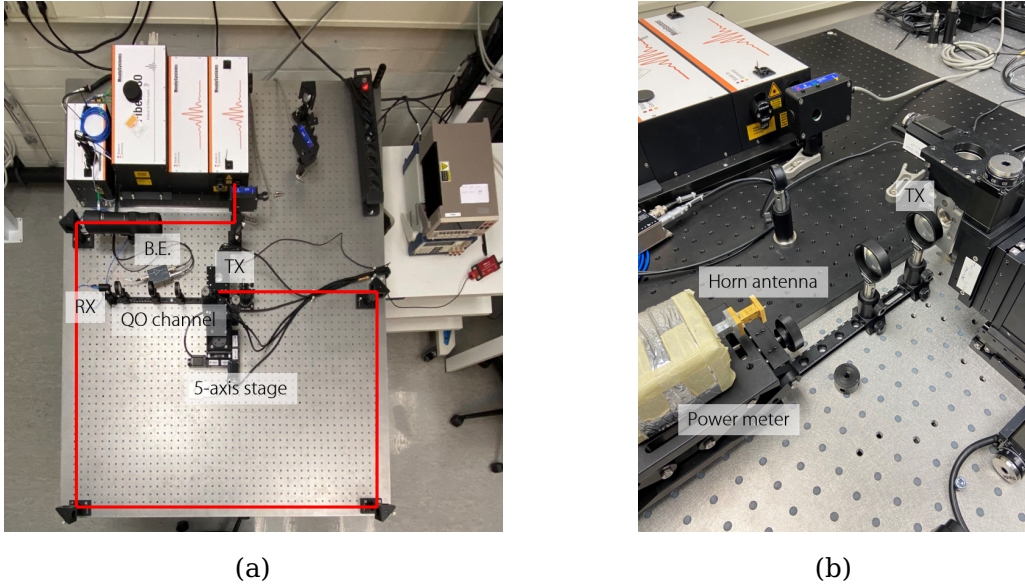 B.E.
TX
RX
QO channel
5-axis stage
(a)
TX
Horn antenna
Power meter
(b)